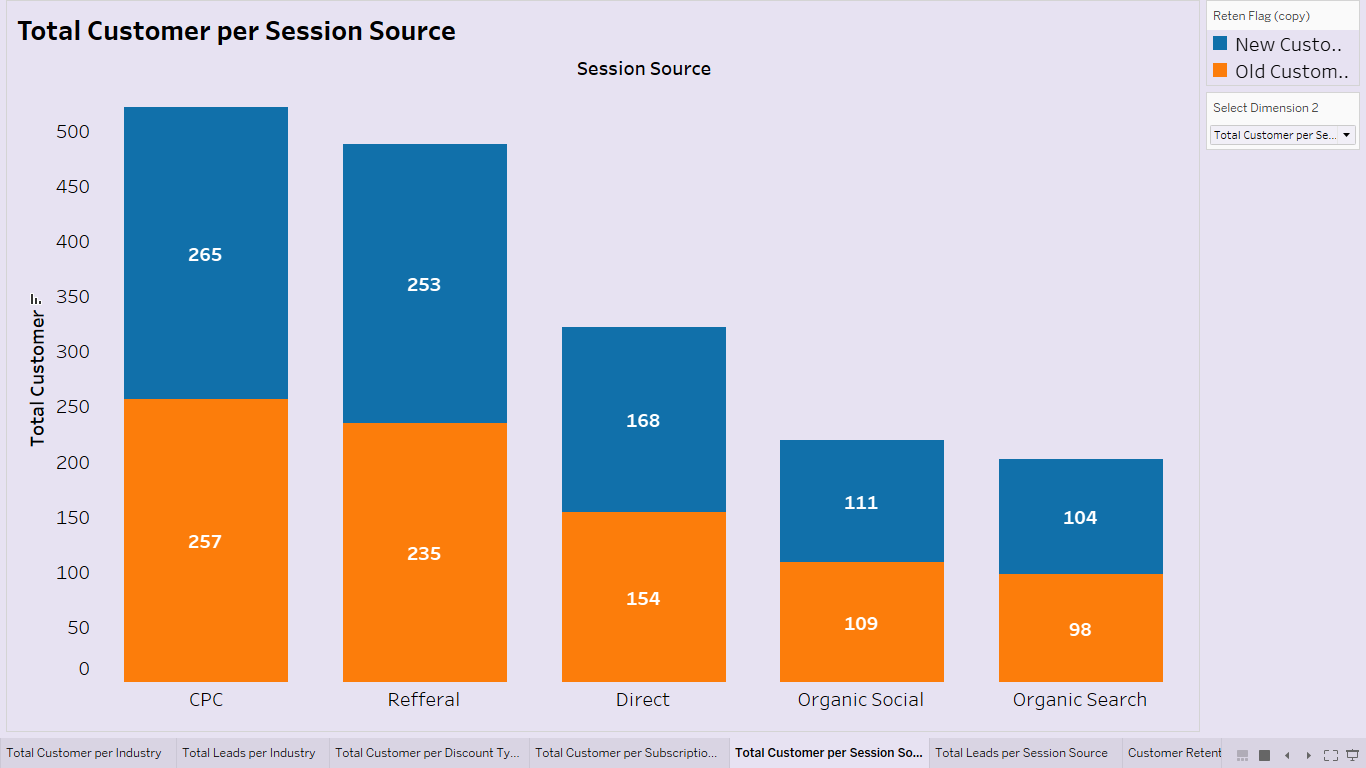 Total Customer per Session Source
Session Source
Total Customer
500
450
400
350
300
250
200
150
100
50
0
265
253
168
111
104
257
235
154
109
98
CPC
Refferal
Direct
Organic Social
Organic Search
Reten Flag (copy)
New Custo..
Old Custom..
Select Dimension 2
Total Customer per Se...
Total Customer per Industry
Total Leads per Industry
Total Customer per Discount Ty...
Total Customer per Subscriptio...
Total Customer per Session So...
Total Leads per Session Source
Customer Retent